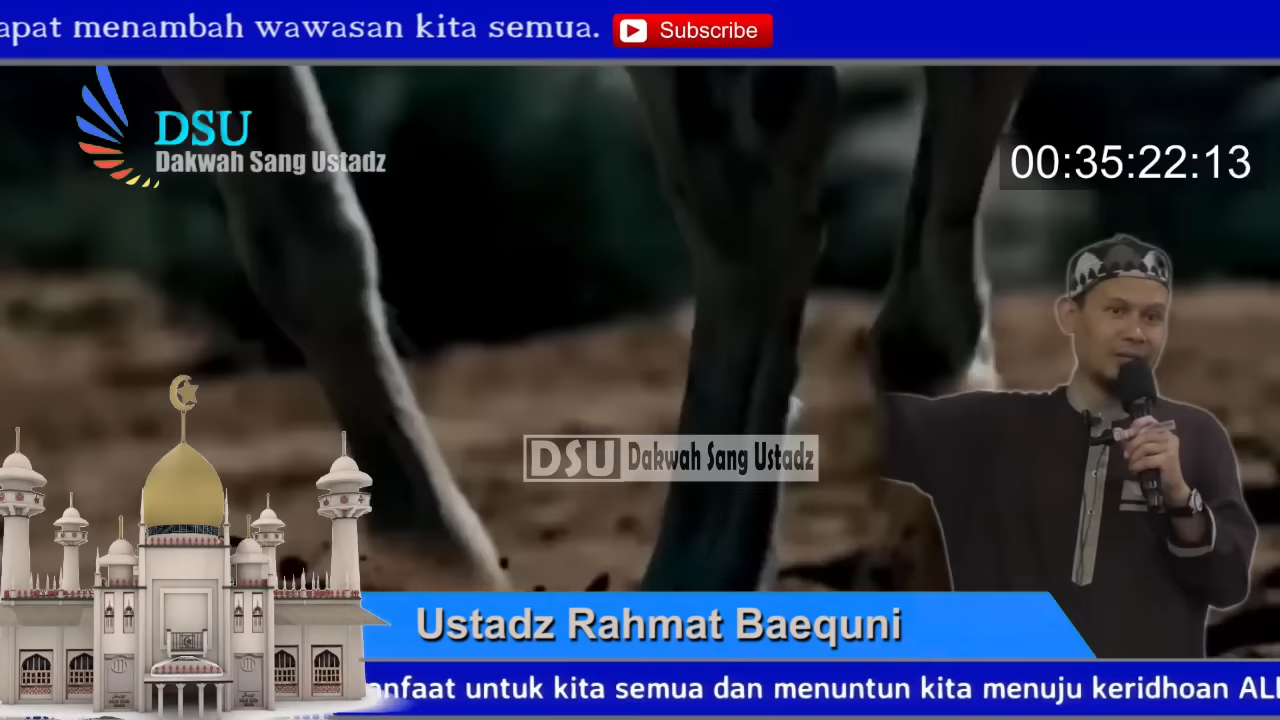 apat menambah wawasan kita semua.
Subscribe
DSU
Dakwah Sang Ustadz
00:35:22:13
DSU Dakwah Sang Ustadz
Ustadz Rahmat Baequni
anfaat untuk kita semua dan menuntun kita menuju keridhoan ALL